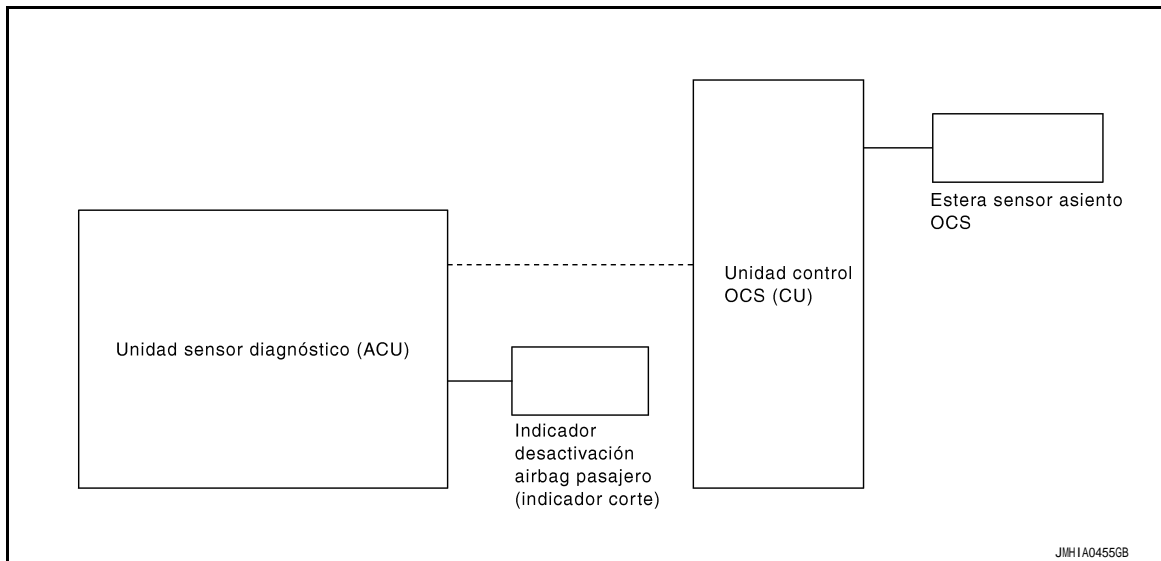 Estera sensor asiento
OCS
Unidad control
OCS (CU)
Unidad sensor diagnóstico (ACU)
Indicador
desactivación
airbag pasajero
(indicador corte)
JMHIA0455GB